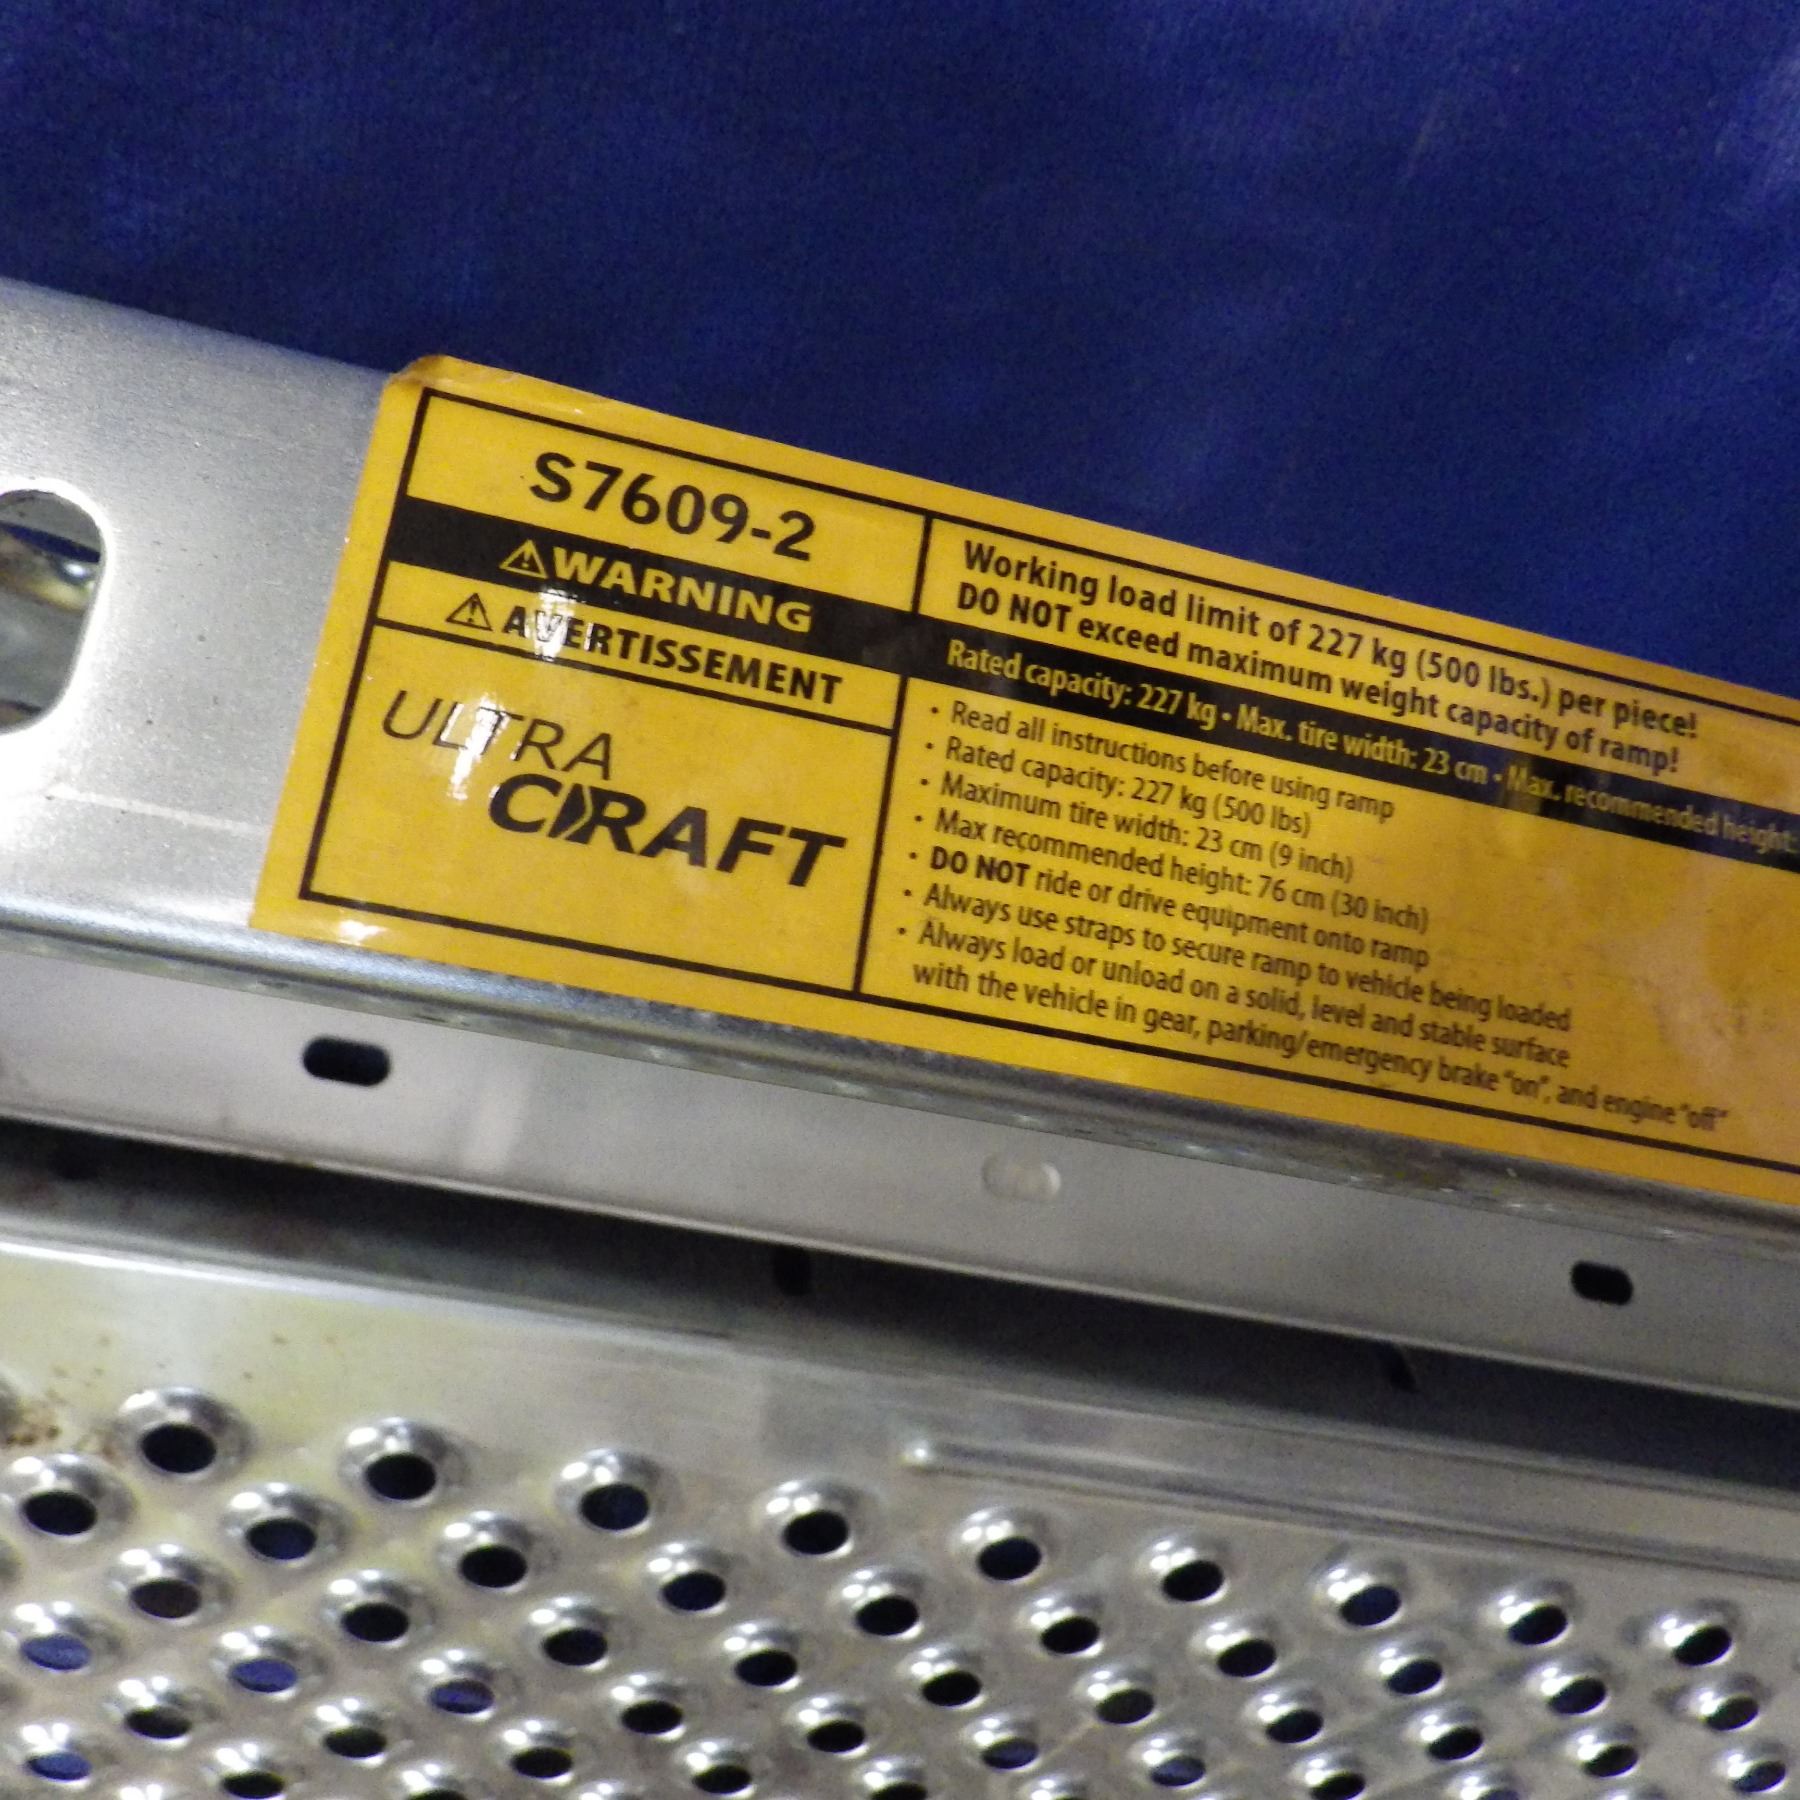 S7609-2
WARNING
AVERTISSEMENT
ULTRA
CRAFT
Working load limit of 227 kg (500 lbs.) per piece!
DO NOT exceed maximum weight capacity of ramp!
Rated capacity: 227 kg • Max. tire width: 23 cm • Max. recommended height:
• Read all instructions before using ramp
• Rated capacity: 227 kg (500 lbs)
• Maximum tire width: 23 cm (9 inch)
• Max recommended height: 76 cm (30 inch)
• DO NOT ride or drive equipment onto ramp
• Always use straps to secure ramp to vehicle being loaded
• Always load or unload on a solid, level and stable surface
with the vehicle in gear, parking/emergency brake "on", and engine "off"